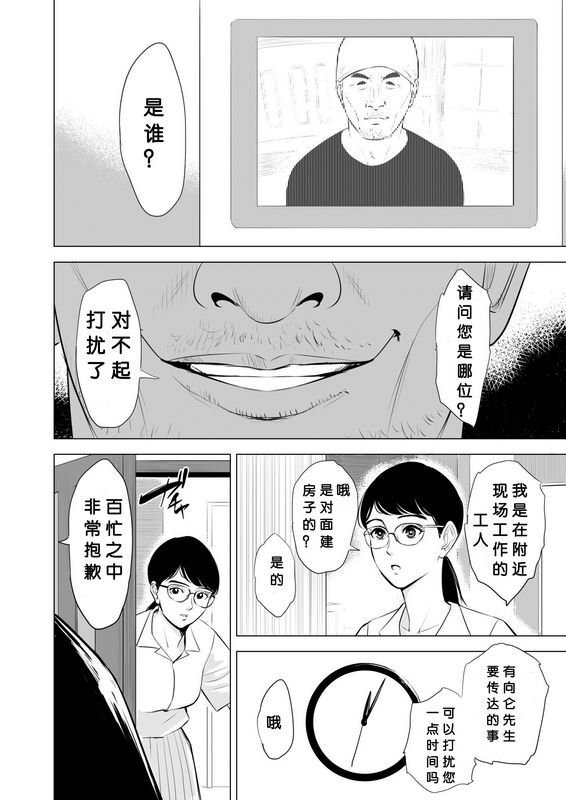 是谁？
请问您是哪位？
对不起
打扰了
我是在附近
现场工作的
工人
哦
是对面建
房子的？
是的
有向仑先生
要传达的事
可以打扰您
一点时间吗
哦
百忙之中
非常抱歉